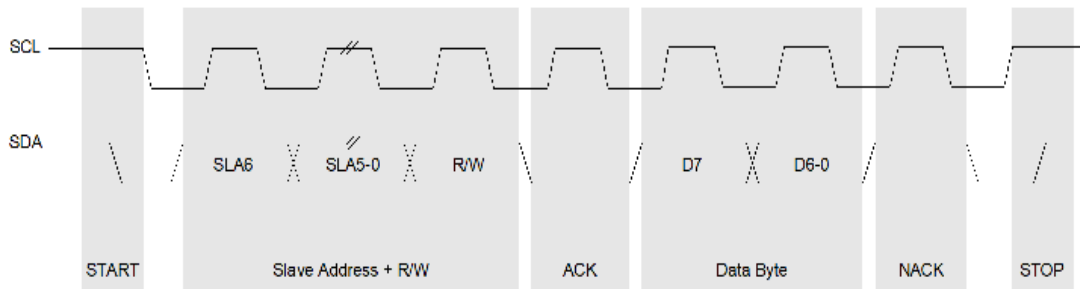 SCL
SDA
SLA6 SLA5-0 R/W D7 D6-0
START Slave Address + R/W ACK Data Byte NACK STOP